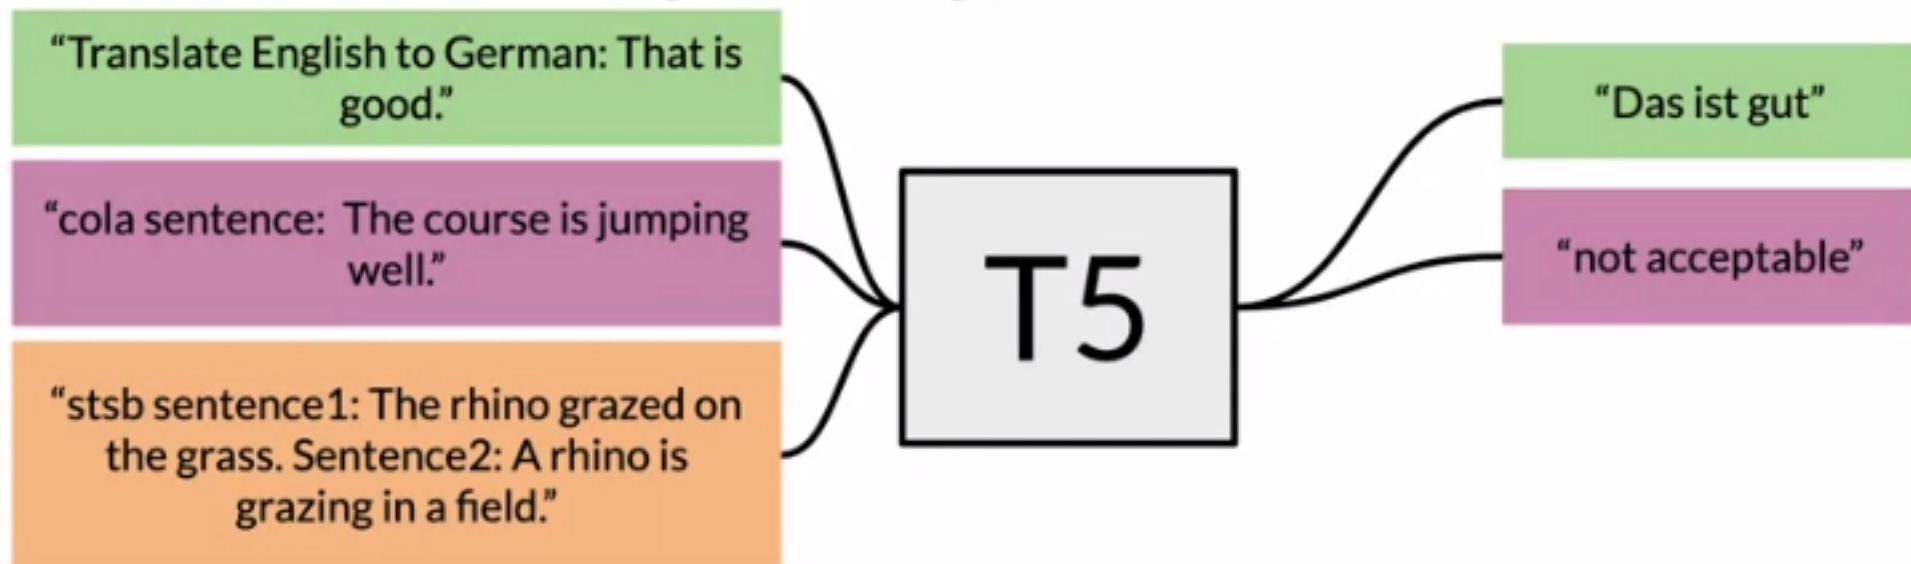 “Translate English to German: That is
good.”
“cola sentence:  The course is jumping
well.”
“stsb sentence1: The rhino grazed on
the grass. Sentence2: A rhino is
grazing in a field.”
T5
“Das ist gut”
“not acceptable”